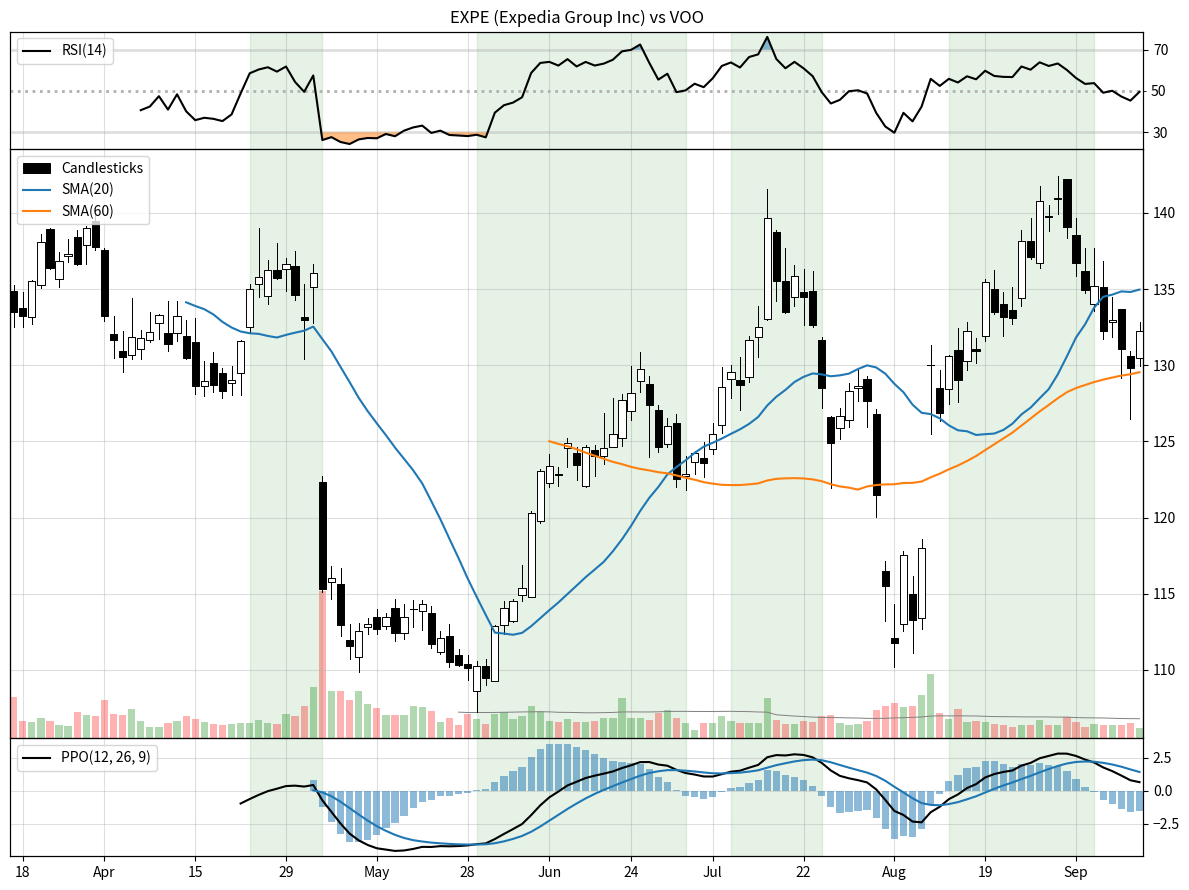 EXPE (Expedia Group Inc) vs VOO
RSI(14)
70
50
30
Candlesticks
SMA(20)
SMA(60)
140
135
130
125
120
115
110
PPO(12, 26, 9)
2.5
0.0
−2.5
18 Apr 15 29 May 28 Jun 24 Jul 22 Aug 19 Sep